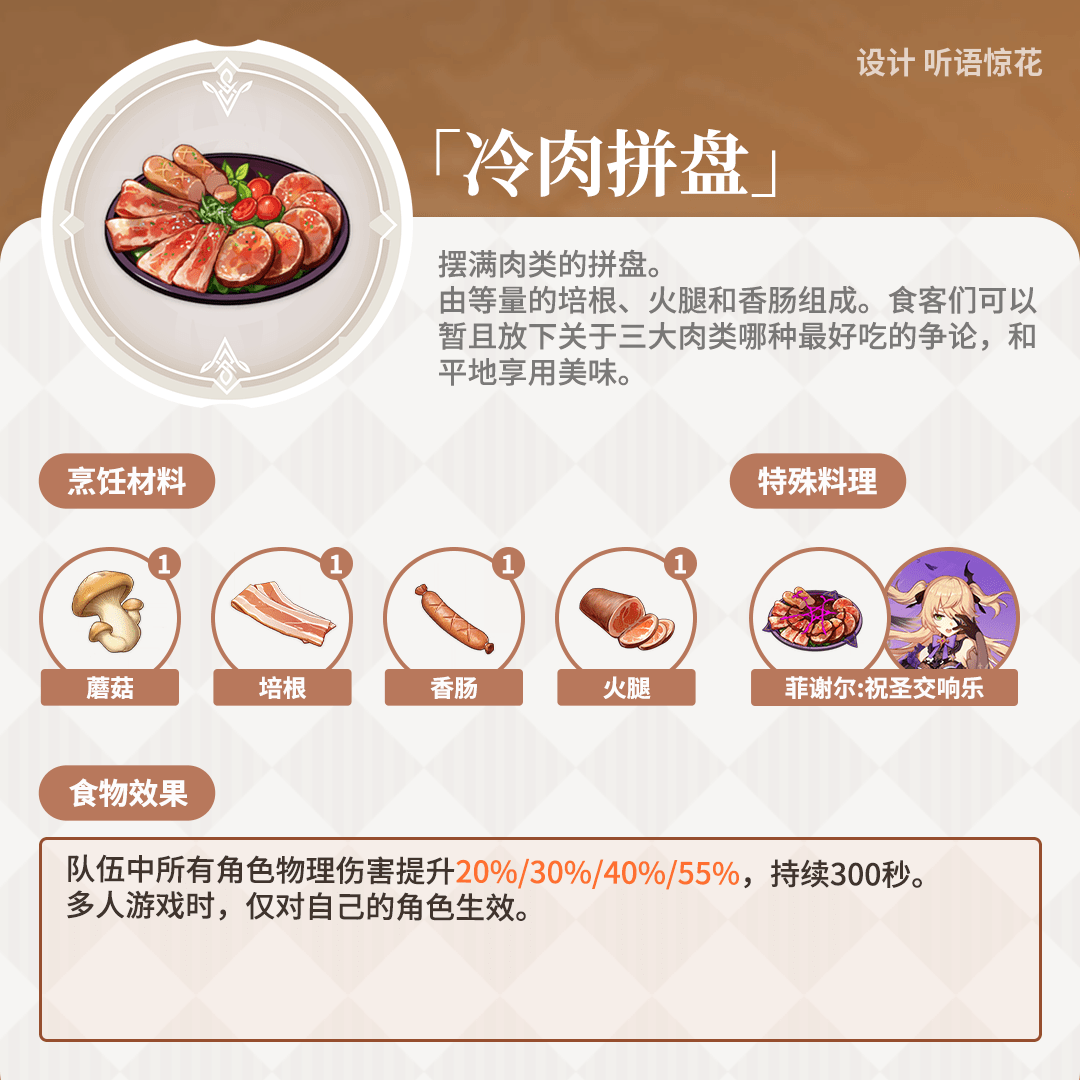 设计 听语惊花
「冷肉拼盘」
摆满肉类的拼盘。
由等量的培根、火腿和香肠组成。食客们可以
暂且放下关于三大肉类哪种最好吃的争论，和
平地享用美味。
烹饪材料
特殊料理
1
1
1
1
蘑菇
培根
香肠
火腿
菲谢尔:祝圣交响乐
食物效果
队伍中所有角色物理伤害提升20%/30%/40%/55%，持续300秒。
多人游戏时，仅对自己的角色生效。